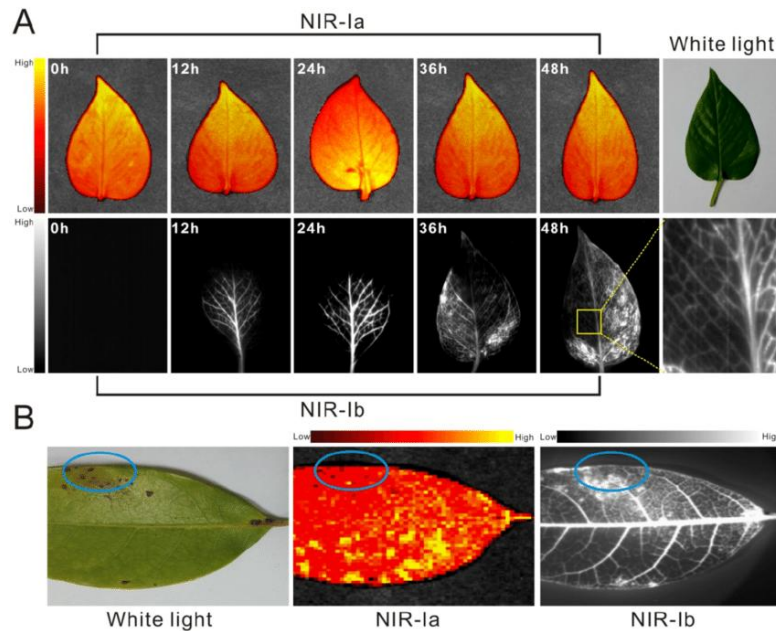 A
NIR-Ia
White light
High
Low
0h
12h
24h
36h
48h
High
Low
0h
12h
24h
36h
48h
NIR-Ib
B
Low
High
Low
High
White light
NIR-Ia
NIR-Ib